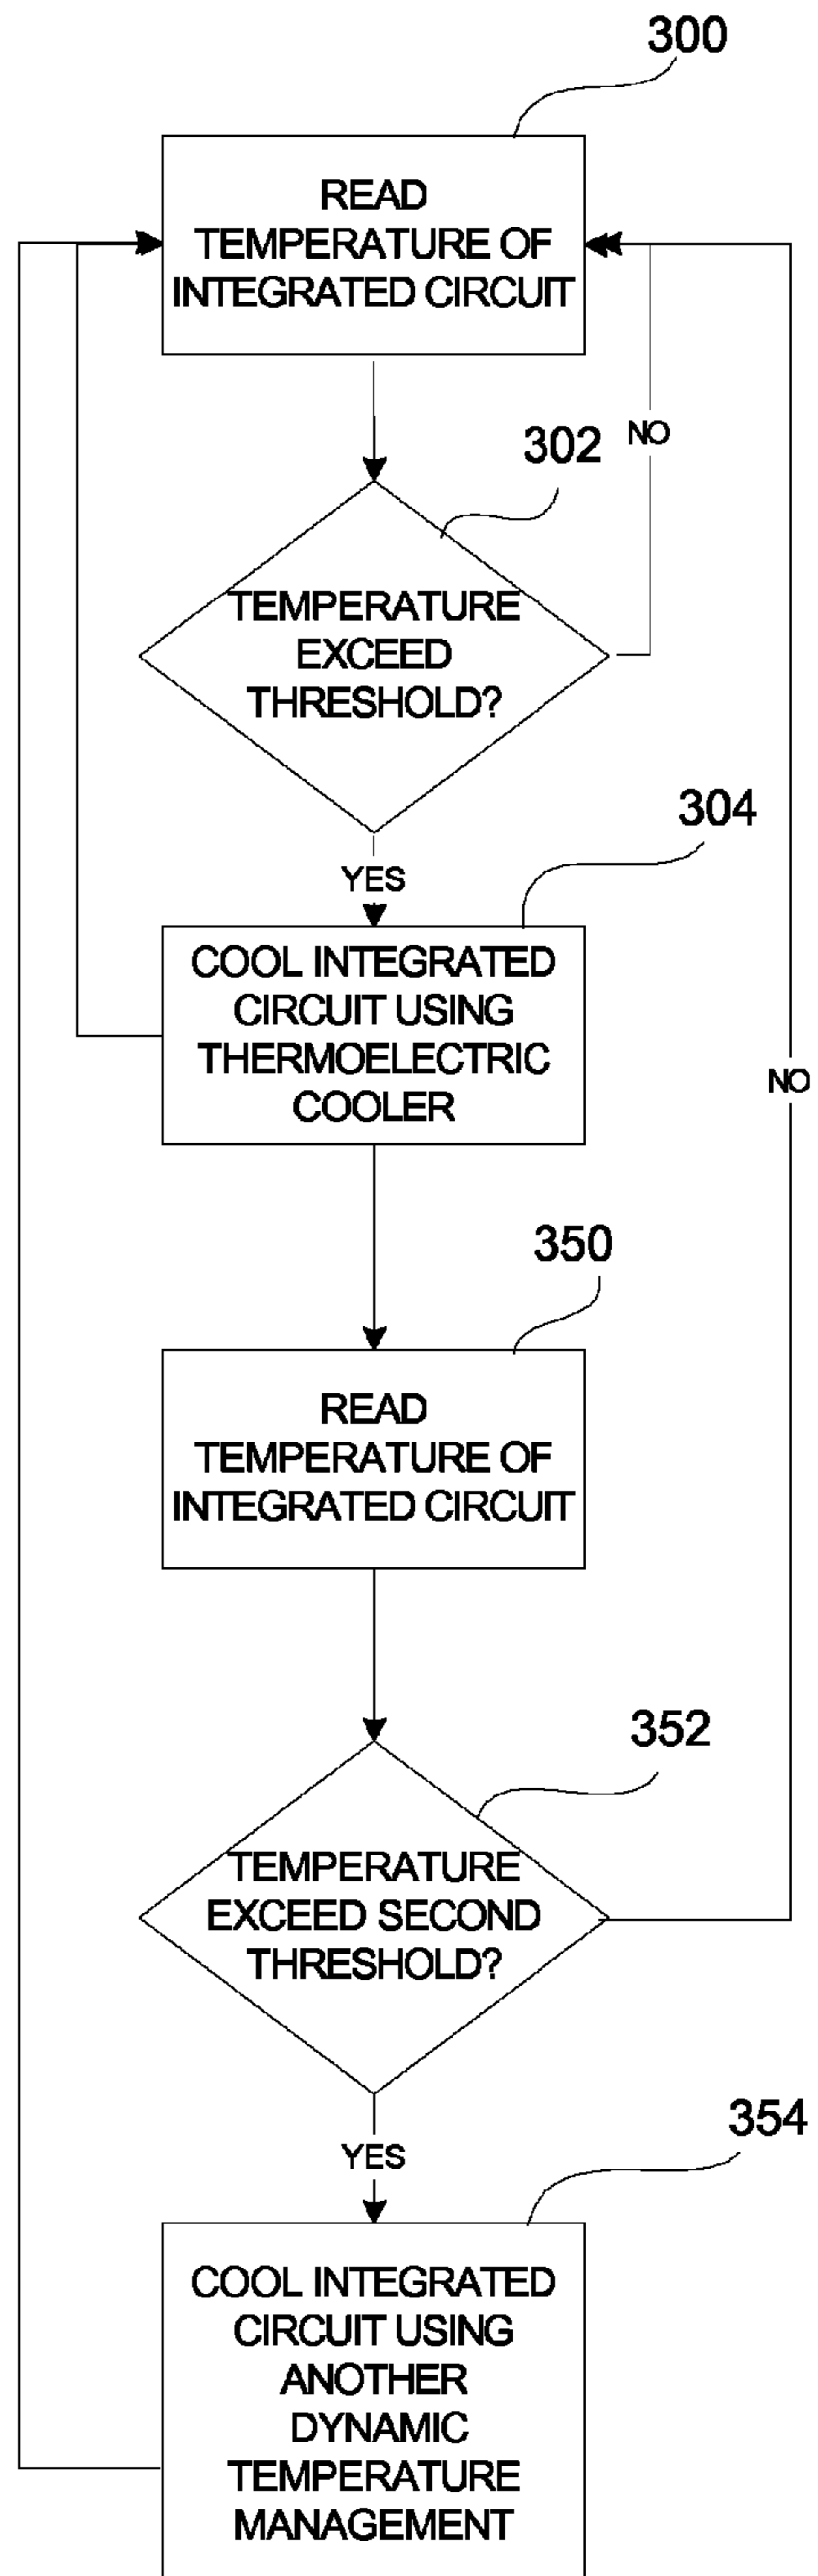 300
READ
TEMPERATURE OF
INTEGRATED CIRCUIT
302
NO
TEMPERATURE
EXCEED
THRESHOLD?
304
YES
COOL INTEGRATED
CIRCUIT USING
THERMOELECTRIC
COOLER
NO
350
READ
TEMPERATURE OF
INTEGRATED CIRCUIT
352
TEMPERATURE
EXCEED SECOND
THRESHOLD?
354
YES
COOL INTEGRATED
CIRCUIT USING
ANOTHER
DYNAMIC
TEMPERATURE
MANAGEMENT